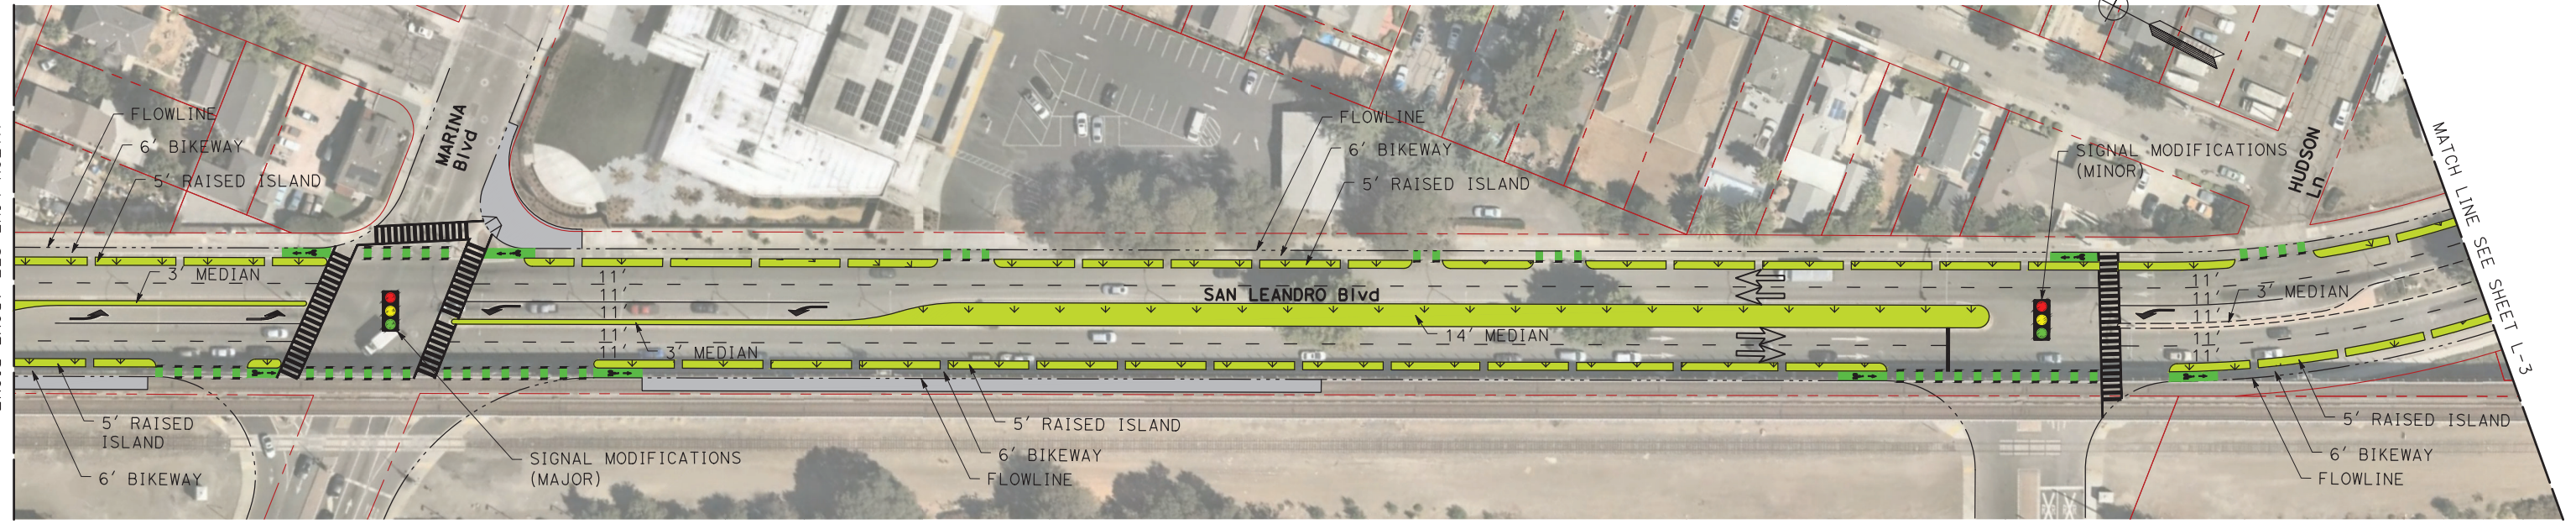 FLOWLINE
6' BIKEWAY
5' RAISED ISLAND
3' MEDIAN
MARINA
Blvd
FLOWLINE
6' BIKEWAY
5' RAISED ISLAND
SIGNAL MODIFICATIONS
(MINOR)
HUDSON
Ln
MATCH LINE SEE SHEET L-3
11'
11'
11'
11'
SAN LEANDRO Blvd
14' MEDIAN
3' MEDIAN
11'
11'
11'
11'
3' MEDIAN
5' RAISED
ISLAND
6' BIKEWAY
SIGNAL MODIFICATIONS
(MAJOR)
5' RAISED ISLAND
6' BIKEWAY
FLOWLINE
5' RAISED ISLAND
6' BIKEWAY
FLOWLINE